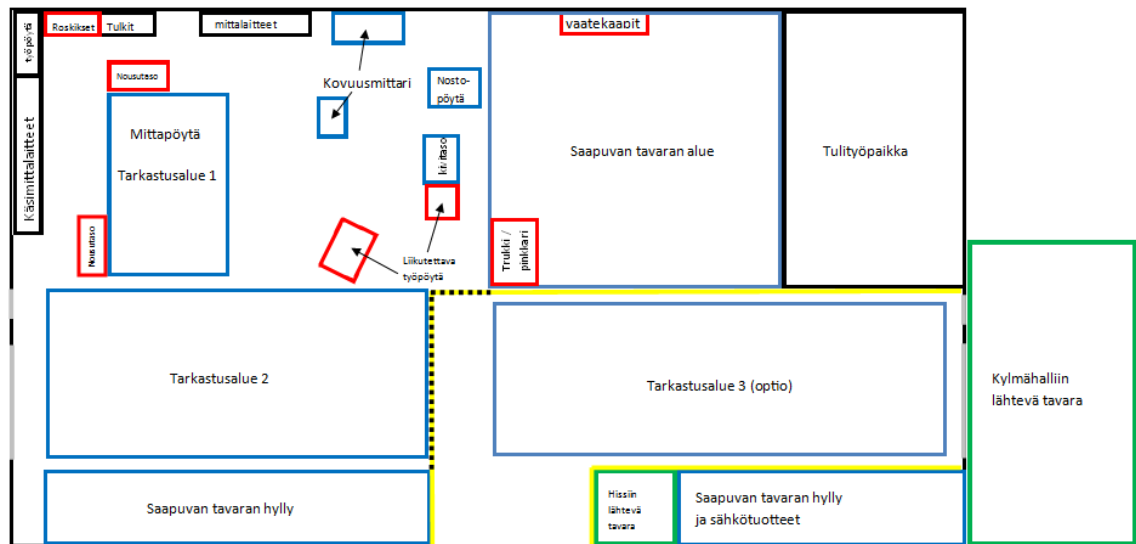 työpöytä
Roskikset
Tulkit
mittalaitteet
vaatekaapit
Nousutaso
Kovuusmittari
Nosto-
pöytä
Käsimittalaitteet
Mittapöytä
Tarkastusalue 1
kivitaso
Saapuvan tavaran alue
Tulityöpaikka
Nousutaso
Liikutettava
työpöytä
Trukki /
pinkkari
Tarkastusalue 2
Tarkastusalue 3 (optio)
Kylmähalliin
lähtevä tavara
Saapuvan tavaran hylly
Hissiin
lähtevä
tavara
Saapuvan tavaran hylly
ja sähkötuotteet